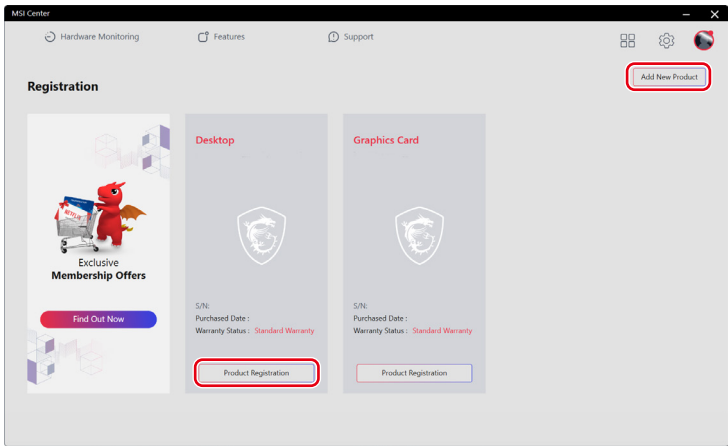 MSI Center
Hardware Monitoring
Features
Support
Registration
Add New Product
NETFLIX
Exclusive
Membership Offers
Find Out Now
Desktop
S/N:
Purchased Date :
Warranty Status : Standard Warranty
Product Registration
Graphics Card
S/N:
Purchased Date :
Warranty Status : Standard Warranty
Product Registration